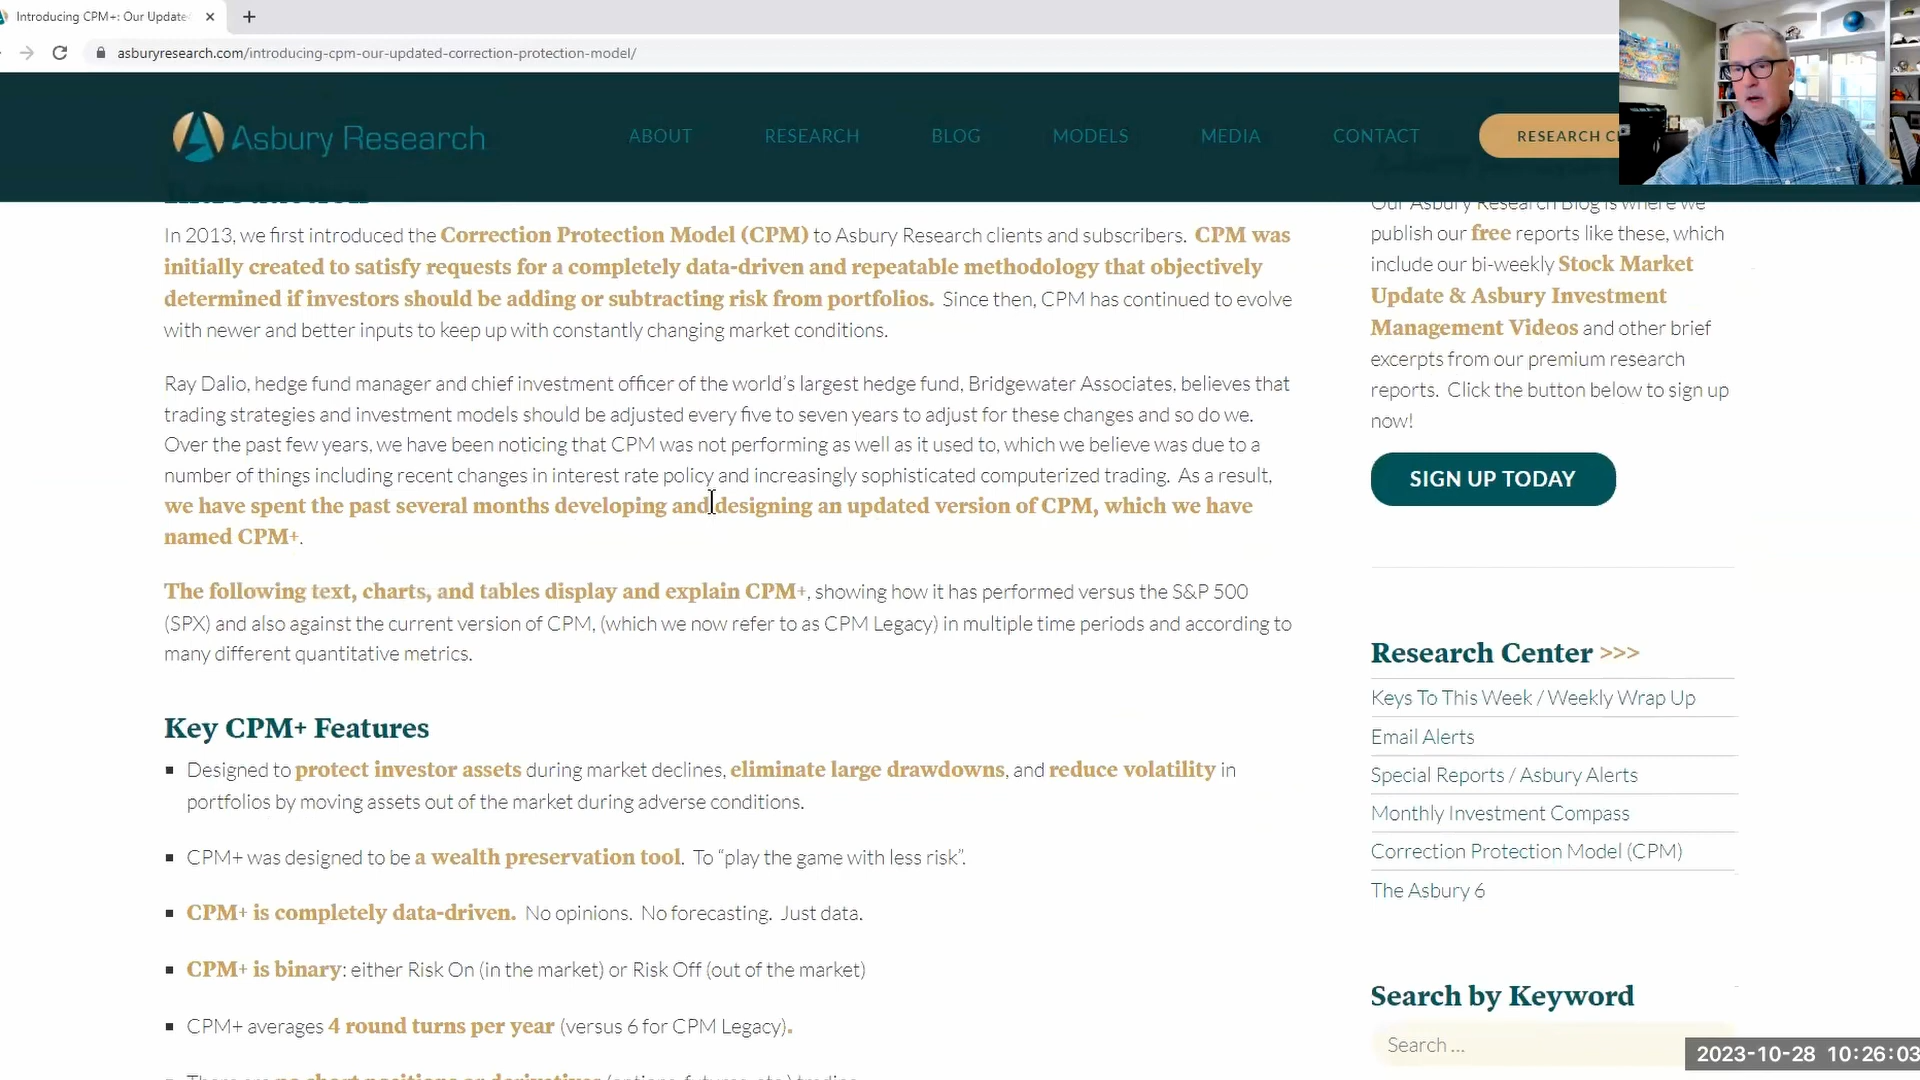 Introducing CPM+: Our Update
asburyresearch.com/introducing-cpm-our-updated-correction-protection-model/
Asbury Research
ABOUT
RESEARCH
BLOG
MODELS
MEDIA
CONTACT
RESEARCH
In 2013, we first introduced the Correction Protection Model (CPM) to Asbury Research clients and subscribers. CPM was
initially created to satisfy requests for a completely data-driven and repeatable methodology that objectively
determined if investors should be adding or subtracting risk from portfolios. Since then, CPM has continued to evolve
with newer and better inputs to keep up with constantly changing market conditions.
Ray Dalio, hedge fund manager and chief investment officer of the world's largest hedge fund, Bridgewater Associates, believes that
trading strategies and investment models should be adjusted every five to seven years to adjust for these changes and so do we.
Over the past few years, we have been noticing that CPM was not performing as well as it used to, which we believe was due to a
number of things including recent changes in interest rate policy and increasingly sophisticated computerized trading. As a result,
we have spent the past several months developing and designing an updated version of CPM, which we have
named CPM+.
The following text, charts, and tables display and explain CPM+, showing how it has performed versus the S&P 500
(SPX) and also against the current version of CPM, (which we now refer to as CPM Legacy) in multiple time periods and according to
many different quantitative metrics.
Key CPM+ Features
▪ Designed to protect investor assets during market declines, eliminate large drawdowns, and reduce volatility in
portfolios by moving assets out of the market during adverse conditions.
▪ CPM+ was designed to be a wealth preservation tool. To “play the game with less risk”.
▪ CPM+ is completely data-driven. No opinions. No forecasting. Just data.
▪ CPM+ is binary: either Risk On (in the market) or Risk Off (out of the market)
▪ CPM+ averages 4 round turns per year (versus 6 for CPM Legacy).
Our Asbury Research Blog is where we
publish our free reports like these, which
include our bi-weekly Stock Market
Update & Asbury Investment
Management Videos and other brief
excerpts from our premium research
reports. Click the button below to sign up
now!
SIGN UP TODAY
Research Center >>>
Keys To This Week / Weekly Wrap Up
Email Alerts
Special Reports / Asbury Alerts
Monthly Investment Compass
Correction Protection Model (CPM)
The Asbury 6
Search by Keyword
Search ...
2023-10-28 10:26:03